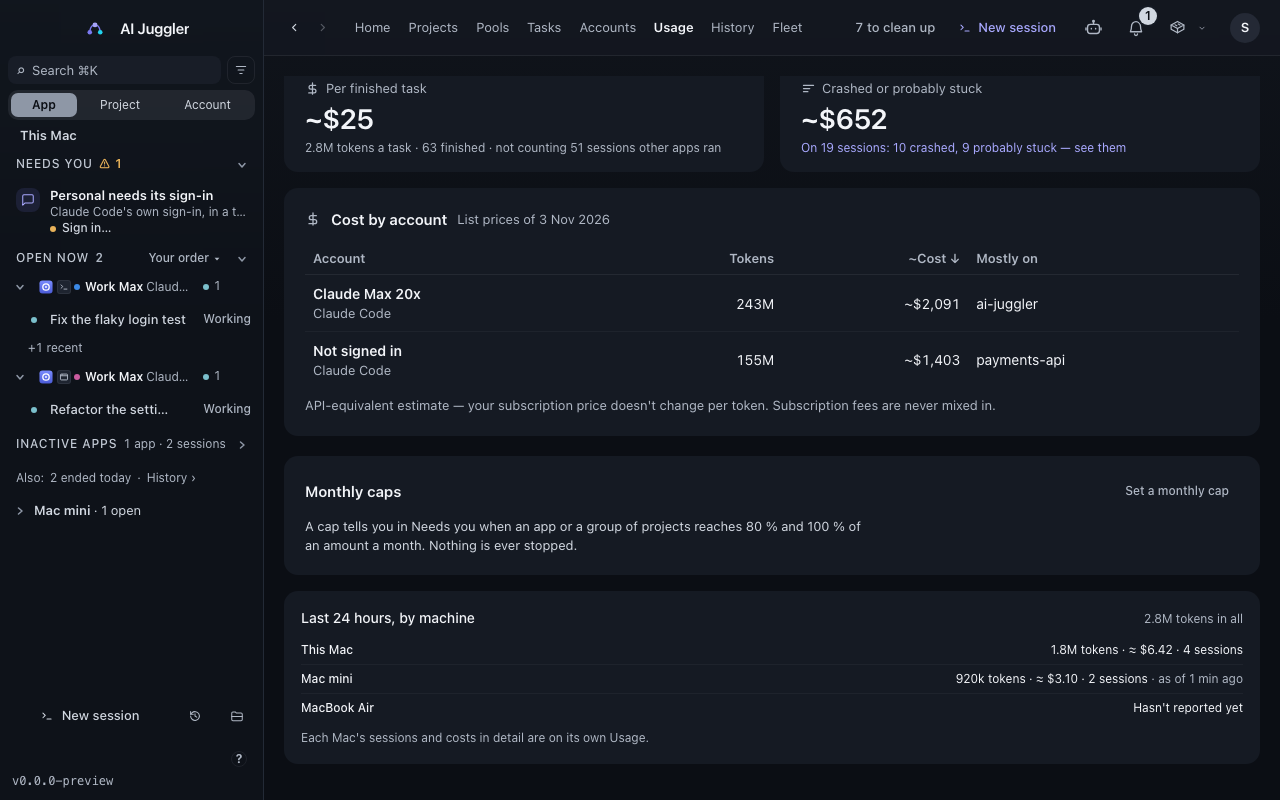 AI Juggler
Home Projects Pools Tasks Accounts Usage History Fleet
7 to clean up
New session
1
S
Search ⌘K
App Project Account
This Mac
NEEDS YOU 1
Personal needs its sign-in
Claude Code's own sign-in, in a t…
Sign in…
OPEN NOW 2 Your order
Work Max Claud… 1
Fix the flaky login test Working
+1 recent
Work Max Claud… 1
Refactor the setti… Working
INACTIVE APPS 1 app · 2 sessions
Also: 2 ended today · History ›
Mac mini · 1 open
New session
?
v0.0.0-preview
Per finished task
~$25
2.8M tokens a task · 63 finished · not counting 51 sessions other apps ran
Crashed or probably stuck
~$652
On 19 sessions: 10 crashed, 9 probably stuck — see them
Cost by account List prices of 3 Nov 2026
Account Tokens ~Cost ↓ Mostly on
Claude Max 20x
Claude Code
243M ~$2,091 ai-juggler
Not signed in
Claude Code
155M ~$1,403 payments-api
API-equivalent estimate — your subscription price doesn't change per token. Subscription fees are never mixed in.
Monthly caps
Set a monthly cap
A cap tells you in Needs you when an app or a group of projects reaches 80 % and 100 % of
an amount a month. Nothing is ever stopped.
Last 24 hours, by machine 2.8M tokens in all
This Mac 1.8M tokens · ≈ $6.42 · 4 sessions
Mac mini 920k tokens · ≈ $3.10 · 2 sessions · as of 1 min ago
MacBook Air Hasn't reported yet
Each Mac's sessions and costs in detail are on its own Usage.